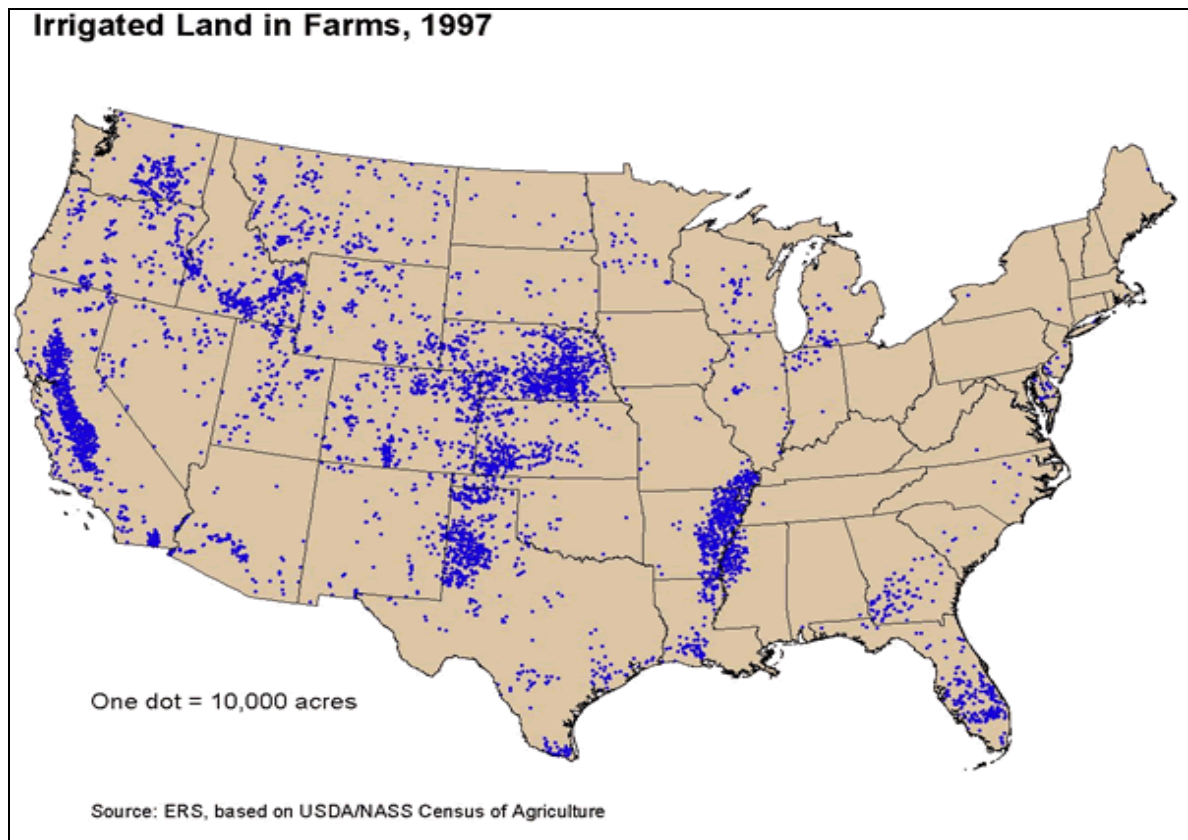 Irrigated Land in Farms, 1997
One dot = 10,000 acres
Source: ERS, based on USDA/NASS Census of Agriculture